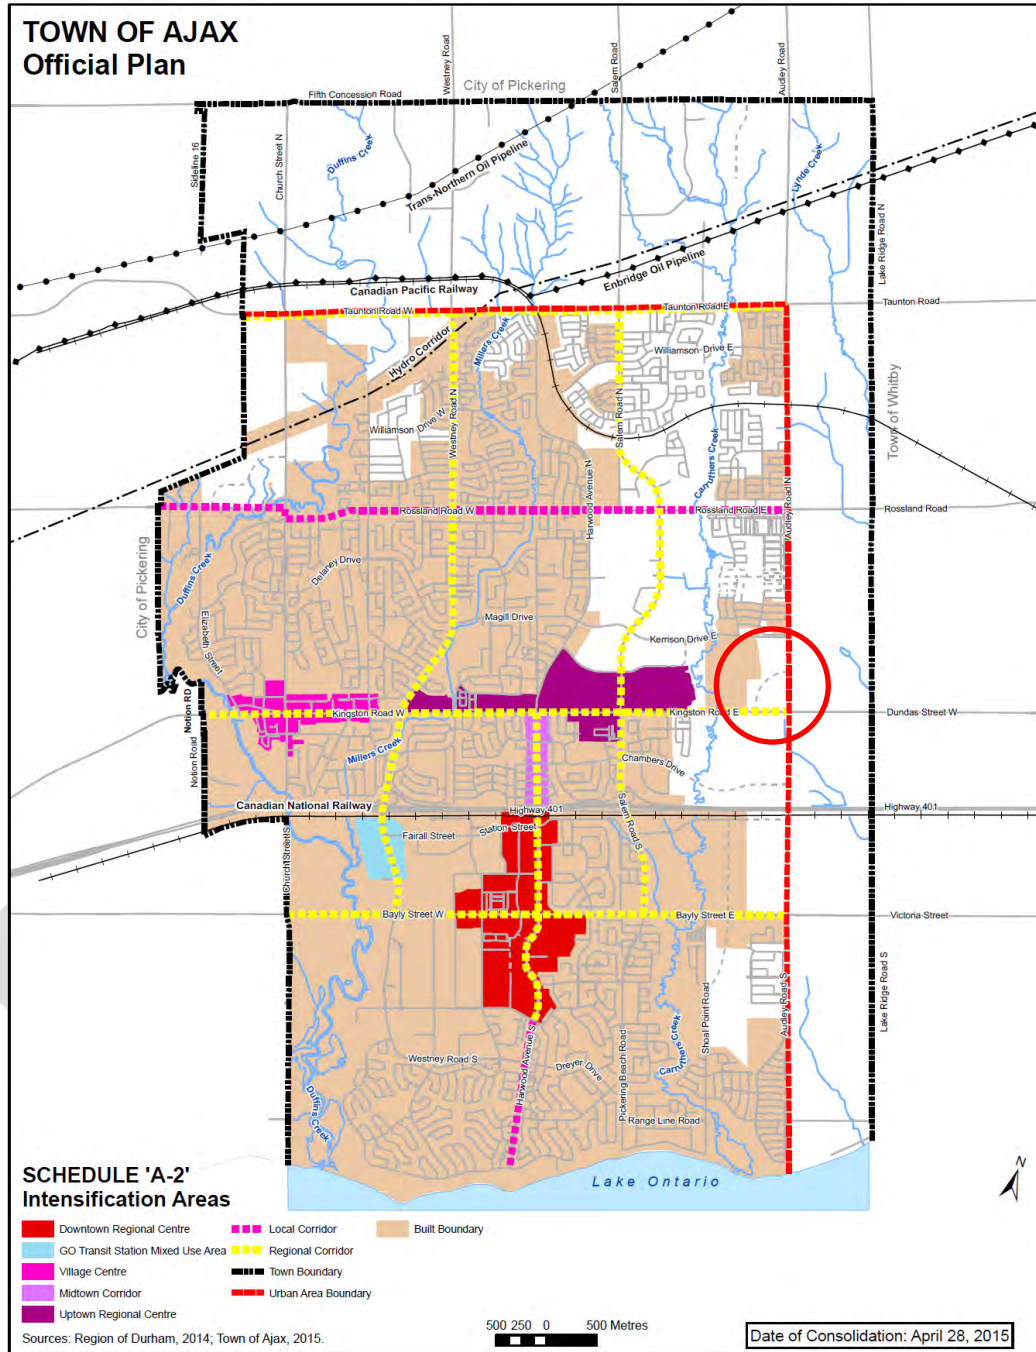 TOWN OF AJAX
Official Plan
Westney Road
City of Pickering
Salem Road
Audley Road
Fifth Concession Road
Sideline 16
Church Street N
Duffins Creek
Trans-Northern Oil Pipeline
Lynde Creek
Lake Ridge Road N
Enbridge Oil Pipeline
Canadian Pacific Railway
Taunton Road W
Taunton Road E
Taunton Road
Hydro Corridor
Millers Creek
Williamson Drive E
Westney Road N
Salem Road N
Williamson Drive W
Town of Whitby
Harwood Avenue N
Carruthers Creek
Audley Road N
Rossland Road W
Rossland Road E
Rossland Road
City of Pickering
Duffins Creek
Delaney Drive
Elizabeth Street
Magill Drive
Kerrison Drive E
Notion RD
Kingston Road W
Kingston Road E
Dundas Street W
Notion Road
Millers Creek
Chambers Drive
Canadian National Railway
Highway 401
Highway 401
Church Street S
Fairall Street
Station Street
Salem Road S
Bayly Street W
Bayly Street E
Victoria Street
Shoal Point Road
Audley Road S
Lake Ridge Road S
Westney Road S
Harwood Avenue S
Dreyer Drive
Pickering Beach Road
Carruthers Creek
Duffins Creek
Range Line Road
Lake Ontario
N
SCHEDULE 'A-2'
Intensification Areas
Downtown Regional Centre
GO Transit Station Mixed Use Area
Village Centre
Midtown Corridor
Uptown Regional Centre
Local Corridor
Regional Corridor
Town Boundary
Urban Area Boundary
Built Boundary
Sources: Region of Durham, 2014; Town of Ajax, 2015.
500 250 0 500 Metres
Date of Consolidation: April 28, 2015